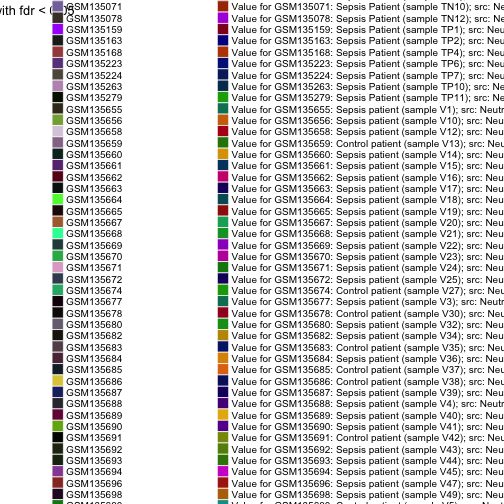 with fdr < 0
GSM135071 Value for GSM135071: Sepsis Patient (sample TN10); src: Ne
GSM135078 Value for GSM135078: Sepsis Patient (sample TN12); src: Ne
GSM135159 Value for GSM135159: Sepsis Patient (sample TP1); src: Neu
GSM135163 Value for GSM135163: Sepsis Patient (sample TP2); src: Neu
GSM135168 Value for GSM135168: Sepsis Patient (sample TP4); src: Neu
GSM135223 Value for GSM135223: Sepsis Patient (sample TP6); src: Neu
GSM135224 Value for GSM135224: Sepsis Patient (sample TP7); src: Neu
GSM135263 Value for GSM135263: Sepsis Patient (sample TP10); src: Ne
GSM135279 Value for GSM135279: Sepsis Patient (sample TP11); src: Ne
GSM135655 Value for GSM135655: Sepsis patient (sample V1); src: Neutr
GSM135656 Value for GSM135656: Sepsis patient (sample V10); src: Neu
GSM135658 Value for GSM135658: Sepsis patient (sample V12); src: Neu
GSM135659 Value for GSM135659: Control patient (sample V13); src: Neu
GSM135660 Value for GSM135660: Sepsis patient (sample V14); src: Neu
GSM135661 Value for GSM135661: Sepsis patient (sample V15); src: Neu
GSM135662 Value for GSM135662: Sepsis patient (sample V16); src: Neu
GSM135663 Value for GSM135663: Sepsis patient (sample V17); src: Neu
GSM135664 Value for GSM135664: Sepsis patient (sample V18); src: Neu
GSM135665 Value for GSM135665: Sepsis patient (sample V19); src: Neu
GSM135667 Value for GSM135667: Sepsis patient (sample V20); src: Neu
GSM135668 Value for GSM135668: Sepsis patient (sample V21); src: Neu
GSM135669 Value for GSM135669: Sepsis patient (sample V22); src: Neu
GSM135670 Value for GSM135670: Sepsis patient (sample V23); src: Neu
GSM135671 Value for GSM135671: Sepsis patient (sample V24); src: Neu
GSM135672 Value for GSM135672: Sepsis patient (sample V25); src: Neu
GSM135674 Value for GSM135674: Control patient (sample V27); src: Neu
GSM135677 Value for GSM135677: Sepsis patient (sample V3); src: Neutr
GSM135678 Value for GSM135678: Control patient (sample V30); src: Neu
GSM135680 Value for GSM135680: Sepsis patient (sample V32); src: Neu
GSM135682 Value for GSM135682: Sepsis patient (sample V34); src: Neu
GSM135683 Value for GSM135683: Control patient (sample V35); src: Neu
GSM135684 Value for GSM135684: Sepsis patient (sample V36); src: Neu
GSM135685 Value for GSM135685: Control patient (sample V37); src: Neu
GSM135686 Value for GSM135686: Control patient (sample V38); src: Neu
GSM135687 Value for GSM135687: Sepsis patient (sample V39); src: Neu
GSM135688 Value for GSM135688: Sepsis patient (sample V4); src: Neutr
GSM135689 Value for GSM135689: Sepsis patient (sample V40); src: Neu
GSM135690 Value for GSM135690: Sepsis patient (sample V41); src: Neu
GSM135691 Value for GSM135691: Control patient (sample V42); src: Neu
GSM135692 Value for GSM135692: Sepsis patient (sample V43); src: Neu
GSM135693 Value for GSM135693: Sepsis patient (sample V44); src: Neu
GSM135694 Value for GSM135694: Sepsis patient (sample V45); src: Neu
GSM135696 Value for GSM135696: Sepsis patient (sample V47); src: Neu
GSM135698 Value for GSM135698: Sepsis patient (sample V49); src: Neu